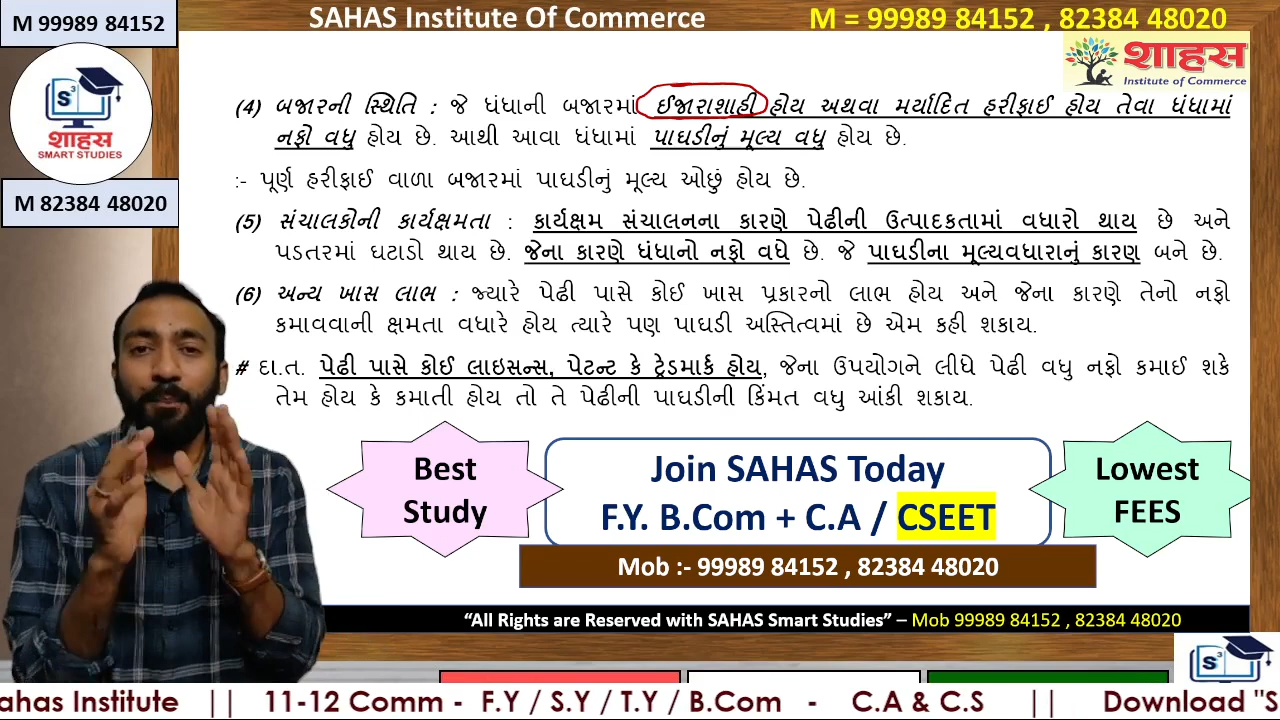 M 99989 84152
SAHAS Institute Of Commerce
M = 99989 84152 , 82384 48020
S³
शाहस
SMART STUDIES
M 82384 48020
शाहस
Institute of Commerce
(4) બજારની સ્થિતિ : જે ધંધાની બજારમાં ઈજારાશાહી હોય અથવા મર્યાદિત હરીફાઈ હોય તેવા ધંધામાં
નફો વધુ હોય છે. આથી આવા ધંધામાં પાઘડીનું મૂલ્ય વધુ હોય છે.
:- પૂર્ણ હરીફાઈ વાળા બજારમાં પાઘડીનું મૂલ્ય ઓછું હોય છે.
(5) સંચાલકોની કાર્યક્ષમતા : કાર્યક્ષમ સંચાલનના કારણે પેઢીની ઉત્પાદકતામાં વધારો થાય છે અને
પડતરમાં ઘટાડો થાય છે. જેના કારણે ધંધાનો નફો વધે છે. જે પાઘડીના મૂલ્યવધારાનું કારણ બને છે.
(6) અન્ય ખાસ લાભ : જ્યારે પેઢી પાસે કોઈ ખાસ પ્રકારનો લાભ હોય અને જેના કારણે તેનો નફો
કમાવવાની ક્ષમતા વધારે હોય ત્યારે પણ પાઘડી અસ્તિત્વમાં છે એમ કહી શકાય.
# દા.ત. પેઢી પાસે કોઈ લાઇસન્સ, પેટન્ટ કે ટ્રેડમાર્ક હોય, જેના ઉપયોગને લીધે પેઢી વધુ નફો કમાઈ શકે
તેમ હોય કે કમાતી હોય તો તે પેઢીની પાઘડીની કિંમત વધુ આંકી શકાય.
Best
Study
Join SAHAS Today
F.Y. B.Com + C.A / CSEET
Lowest
FEES
Mob :- 99989 84152 , 82384 48020
“All Rights are Reserved with SAHAS Smart Studies” – Mob 99989 84152 , 82384 48020
S³
Sahas Institute || 11-12 Comm - F.Y / S.Y / T.Y / B.Com - C.A & C.S || Download "S